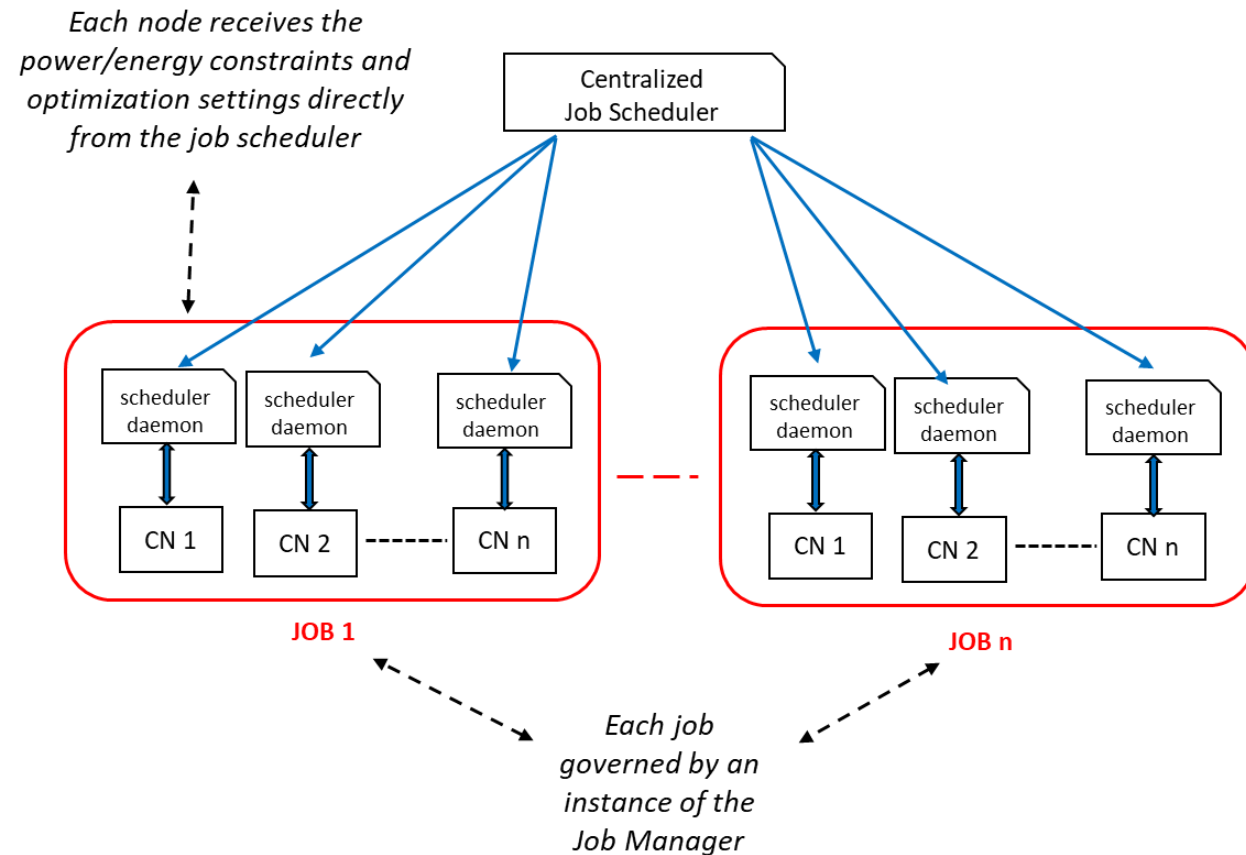 Each node receives the
power/energy constraints and
optimization settings directly
from the job scheduler
Centralized
Job Scheduler
scheduler
daemon
scheduler
daemon
scheduler
daemon
scheduler
daemon
scheduler
daemon
scheduler
daemon
CN 1
CN 2
CN n
CN 1
CN 2
CN n
JOB 1
JOB n
Each job
governed by an
instance of the
Job Manager